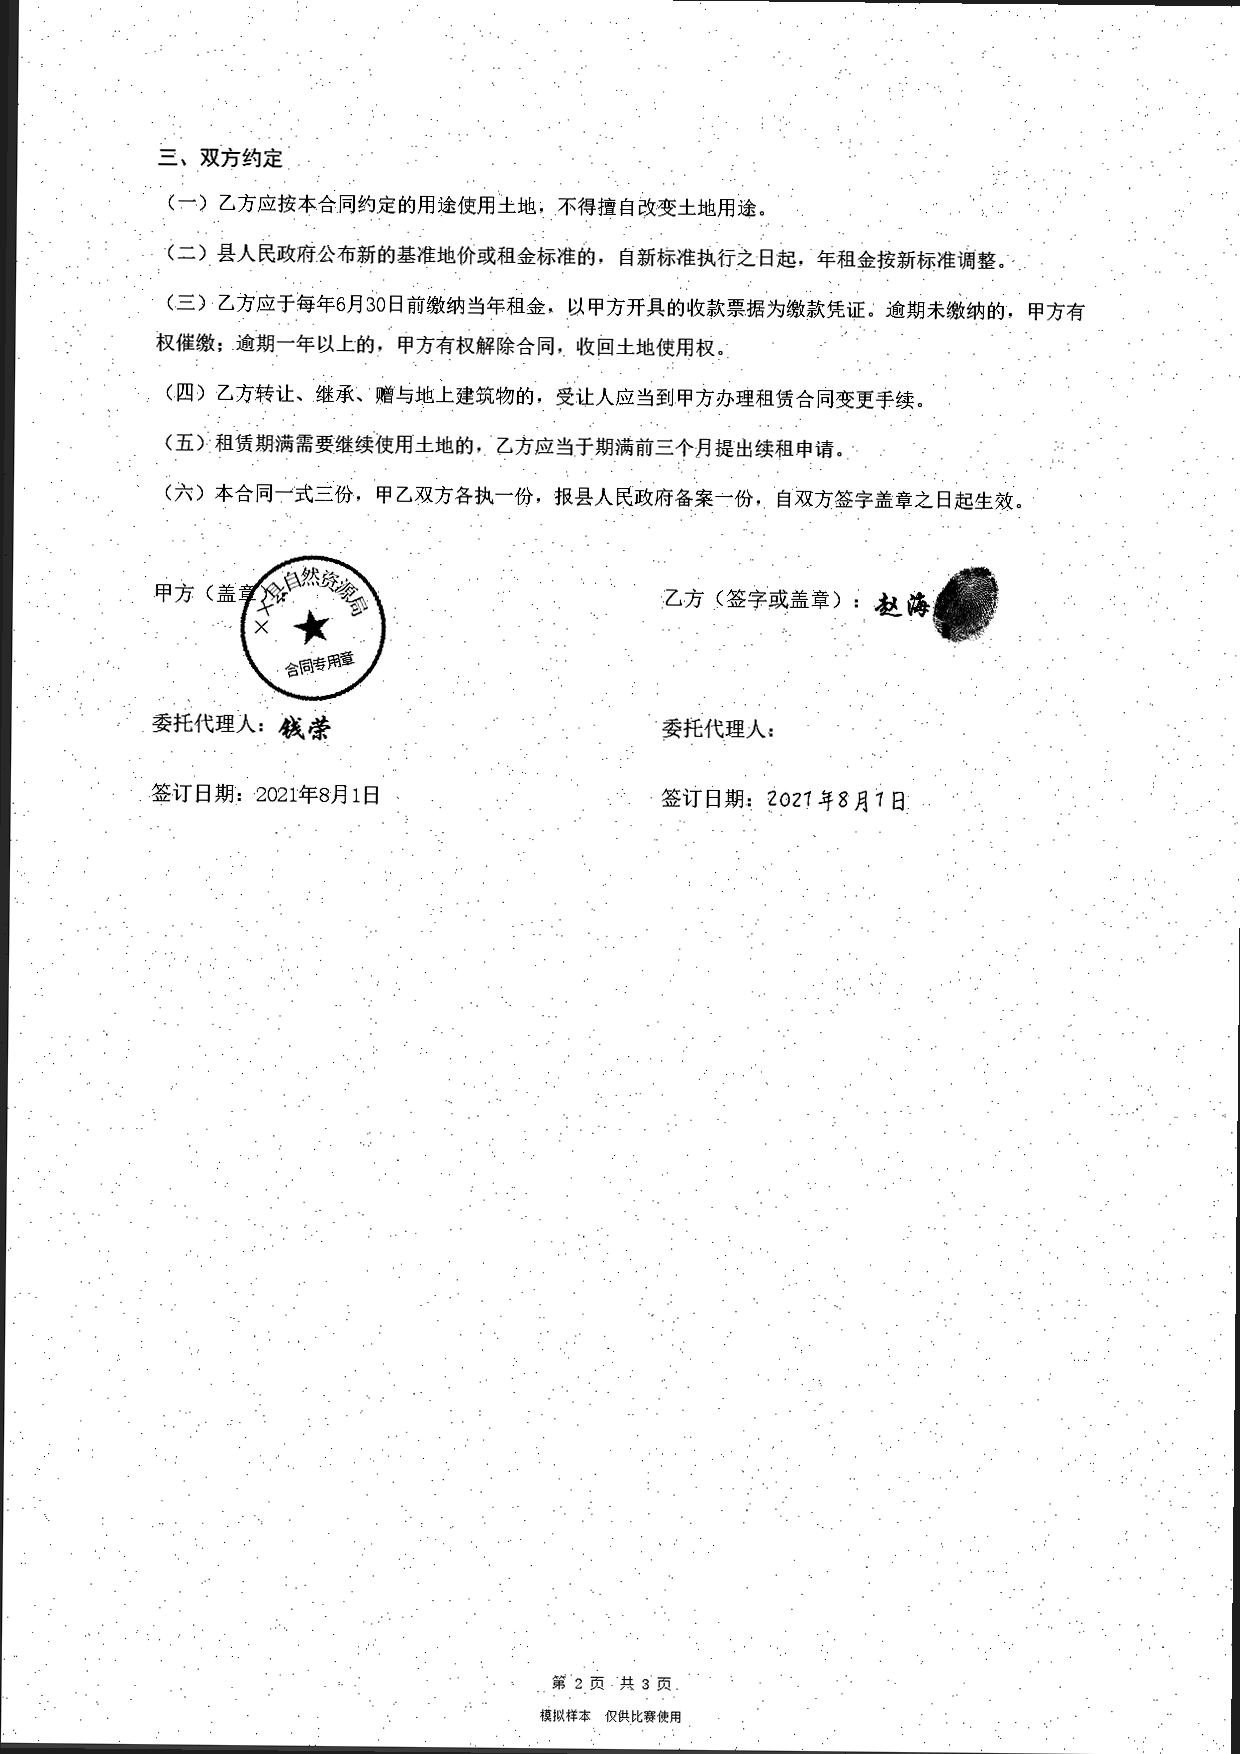 三、双方约定
（一）乙方应按本合同约定的用途使用土地，不得擅自改变土地用途。
（二）县人民政府公布新的基准地价或租金标准的，自新标准执行之日起，年租金按新标准调整。
（三）乙方应于每年6月30日前缴纳当年租金，以甲方开具的收款票据为缴款凭证。逾期未缴纳的，甲方有
权催缴；逾期一年以上的，甲方有权解除合同，收回土地使用权。
（四）乙方转让、继承、赠与地上建筑物的，受让人应当到甲方办理租赁合同变更手续。
（五）租赁期满需要继续使用土地的，乙方应当于期满前三个月提出续租申请。
（六）本合同一式三份，甲乙双方各执一份，报县人民政府备案一份，自双方签字盖章之日起生效。
甲方（盖章）：
××县自然资源局
合同专用章
乙方（签字或盖章）：赵海
委托代理人：钱荣
委托代理人：
签订日期：2021年8月1日
签订日期：2021年8月1日
第 2 页 共 3 页
模拟样本 仅供比赛使用